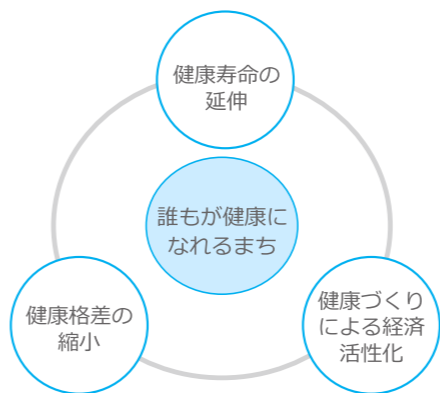 健康寿命の
延伸
誰もが健康に
なれるまち
健康格差の
縮小
健康づくり
による経済
活性化